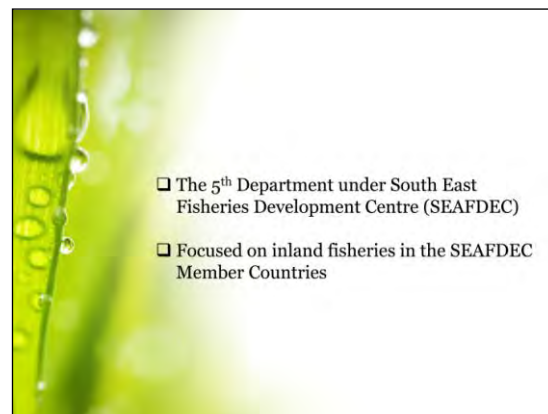 ❑ The 5th Department under South East
Fisheries Development Centre (SEAFDEC)
❑ Focused on inland fisheries in the SEAFDEC
Member Countries